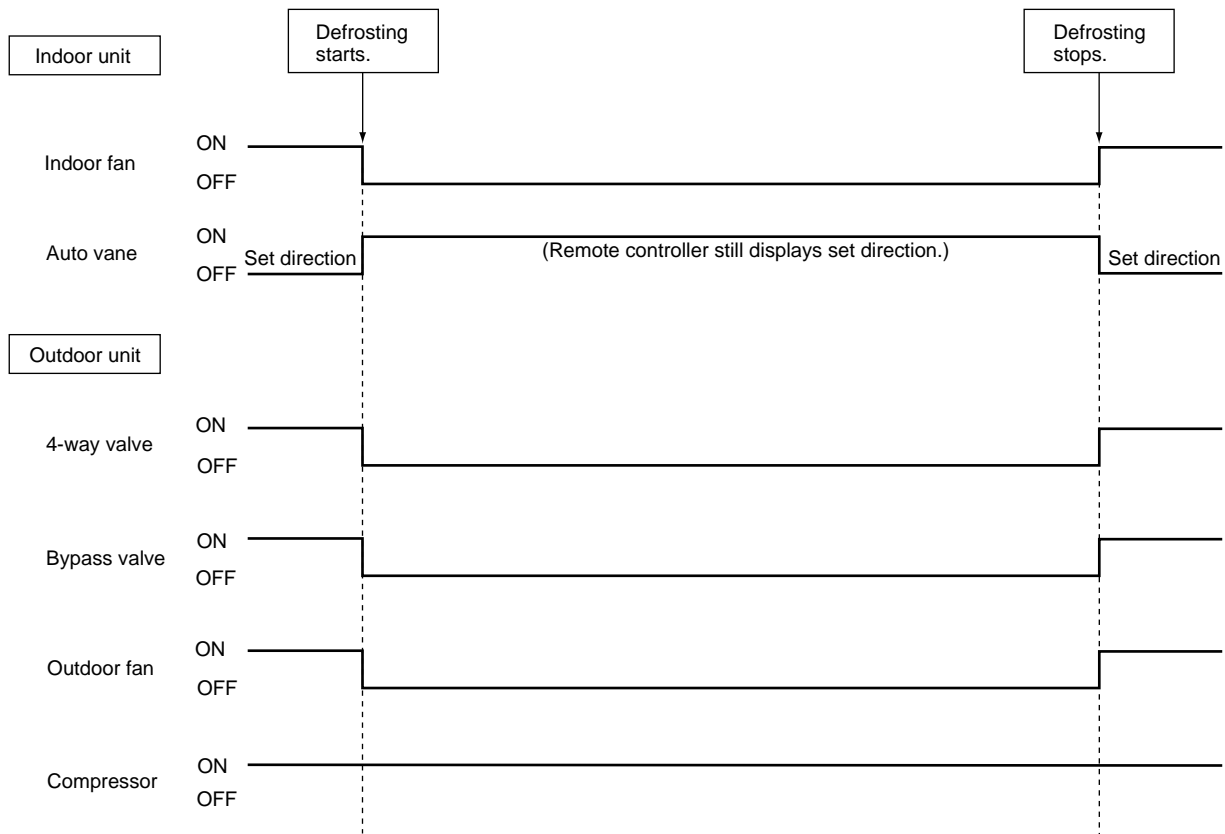 Defrosting
starts.
Defrosting
stops.
Indoor unit
Indoor fan
ON
OFF
Auto vane
ON
OFF
Set direction
(Remote controller still displays set direction.)
Set direction
Outdoor unit
4-way valve
ON
OFF
Bypass valve
ON
OFF
Outdoor fan
ON
OFF
Compressor
ON
OFF